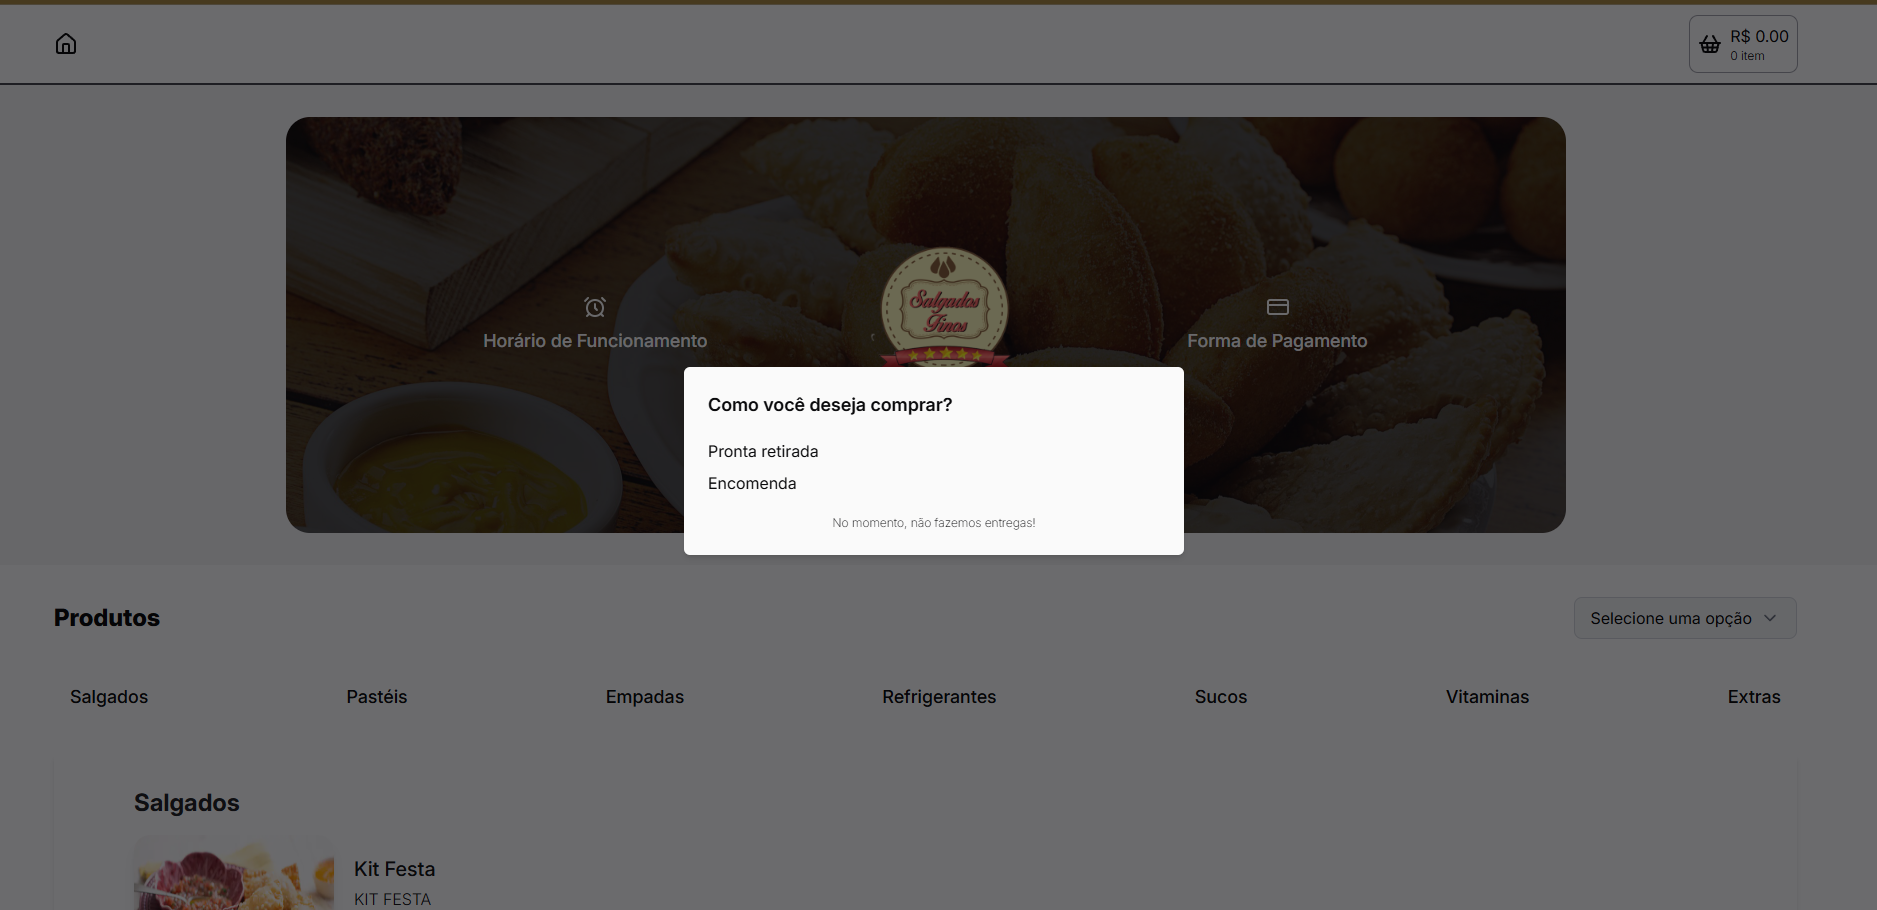 R$ 0.00
0 item
Salgados
Finos
Horário de Funcionamento
Forma de Pagamento
Como você deseja comprar?
Pronta retirada
Encomenda
No momento, não fazemos entregas!
Produtos
Selecione uma opção
Salgados
Pastéis
Empadas
Refrigerantes
Sucos
Vitaminas
Extras
Salgados
Kit Festa
KIT FESTA